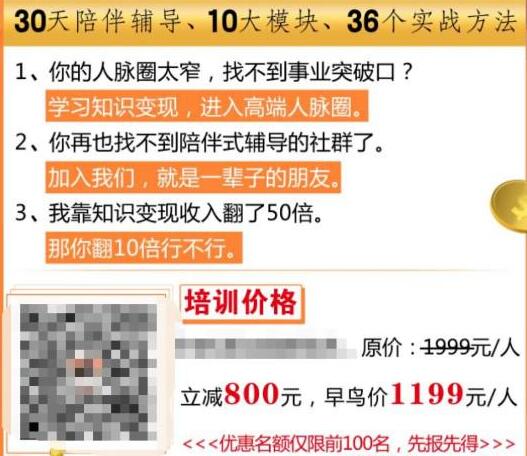 30天陪伴辅导、10大模块、36个实战方法
1、你的人脉圈太窄，找不到事业突破口？
学习知识变现，进入高端人脉圈。
2、你再也找不到陪伴式辅导的社群了。
加入我们，就是一辈子的朋友。
3、我靠知识变现收入翻了50倍。
那你翻10倍行不行。
培训价格
原价：1999元/人
立减800元，早鸟价1199元/人
<<<优惠名额仅限前100名，先报先得>>>